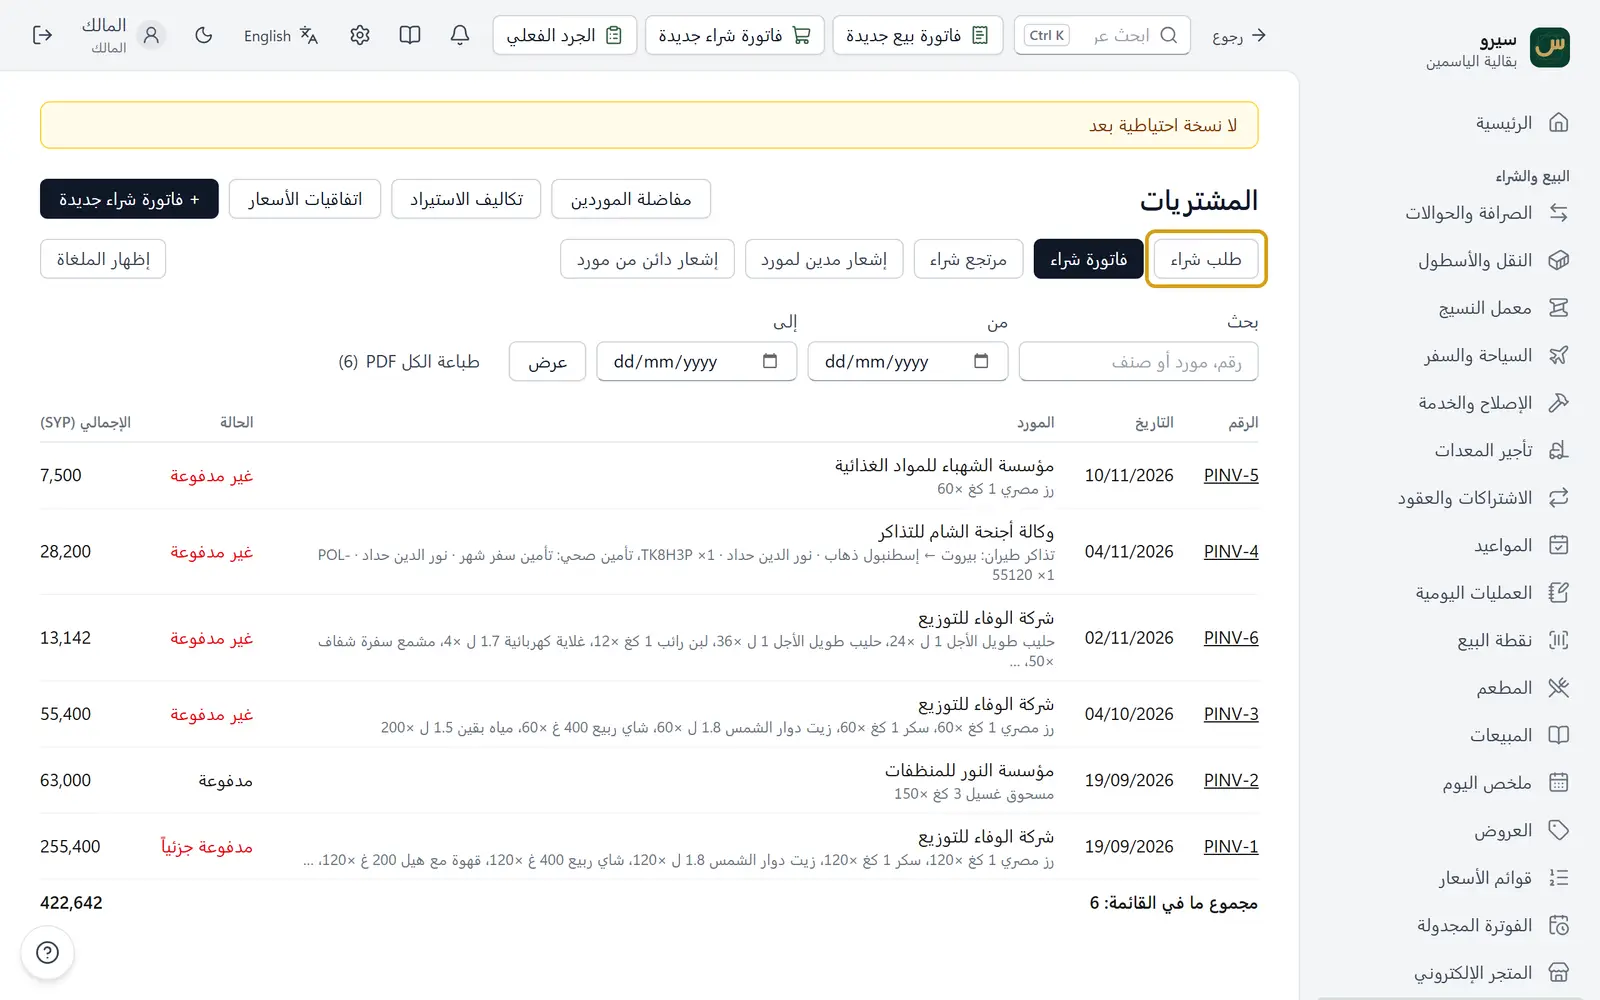 سيرو
بقالية الياسمين
رجوع
ابحث عر
Ctrl K
فاتورة بيع جديدة
فاتورة شراء جديدة
الجرد الفعلي
English
المالك
المالك
الرئيسية
البيع والشراء
الصرافة والحوالات
النقل والأسطول
معمل النسيج
السياحة والسفر
الإصلاح والخدمة
تأجير المعدات
الاشتراكات والعقود
المواعيد
العمليات اليومية
نقطة البيع
المطعم
المبيعات
ملخص اليوم
العروض
قوائم الأسعار
الفوترة المجدولة
المتجر الإلكتروني
لا نسخة احتياطية بعد
المشتريات
مفاضلة الموردين
تكاليف الاستيراد
اتفاقيات الأسعار
+ فاتورة شراء جديدة
طلب شراء
فاتورة شراء
مرتجع شراء
إشعار مدين لمورد
إشعار دائن من مورد
إظهار الملغاة
بحث
من
إلى
رقم، مورد أو صنف
dd/mm/yyyy
dd/mm/yyyy
عرض
طباعة الكل PDF (6)
الرقم التاريخ المورد الحالة الإجمالي (SYP)
PINV-5 10/11/2026 مؤسسة الشهباء للمواد الغذائية غير مدفوعة 7,500
رز مصري 1 كغ ×60
PINV-4 04/11/2026 وكالة أجنحة الشام للتذاكر غير مدفوعة 28,200
تذاكر طيران: بيروت ← إسطنبول ذهاب · نور الدين حداد · TK8H3P ×1، تأمين صحي: تأمين سفر شهر · نور الدين حداد · POL-
55120 ×1
PINV-6 02/11/2026 شركة الوفاء للتوزيع غير مدفوعة 13,142
حليب طويل الأجل 1 ل ×24، حليب طويل الأجل 1 ل ×36، لبن رائب 1 كغ ×12، غلاية كهربائية 1.7 ل ×4، مشمع سفرة شفاف
×50، ...
PINV-3 04/10/2026 شركة الوفاء للتوزيع غير مدفوعة 55,400
رز مصري 1 كغ ×60، سكر 1 كغ ×60، زيت دوار الشمس 1.8 ل ×60، شاي ربيع 400 غ ×60، مياه بقين 1.5 ل ×200
PINV-2 19/09/2026 مؤسسة النور للمنظفات مدفوعة 63,000
مسحوق غسيل 3 كغ ×150
PINV-1 19/09/2026 شركة الوفاء للتوزيع مدفوعة جزئياً 255,400
رز مصري 1 كغ ×120، سكر 1 كغ ×120، زيت دوار الشمس 1.8 ل ×120، شاي ربيع 400 غ ×120، قهوة مع هيل 200 غ ×120، ...
مجموع ما في القائمة: 6 422,642